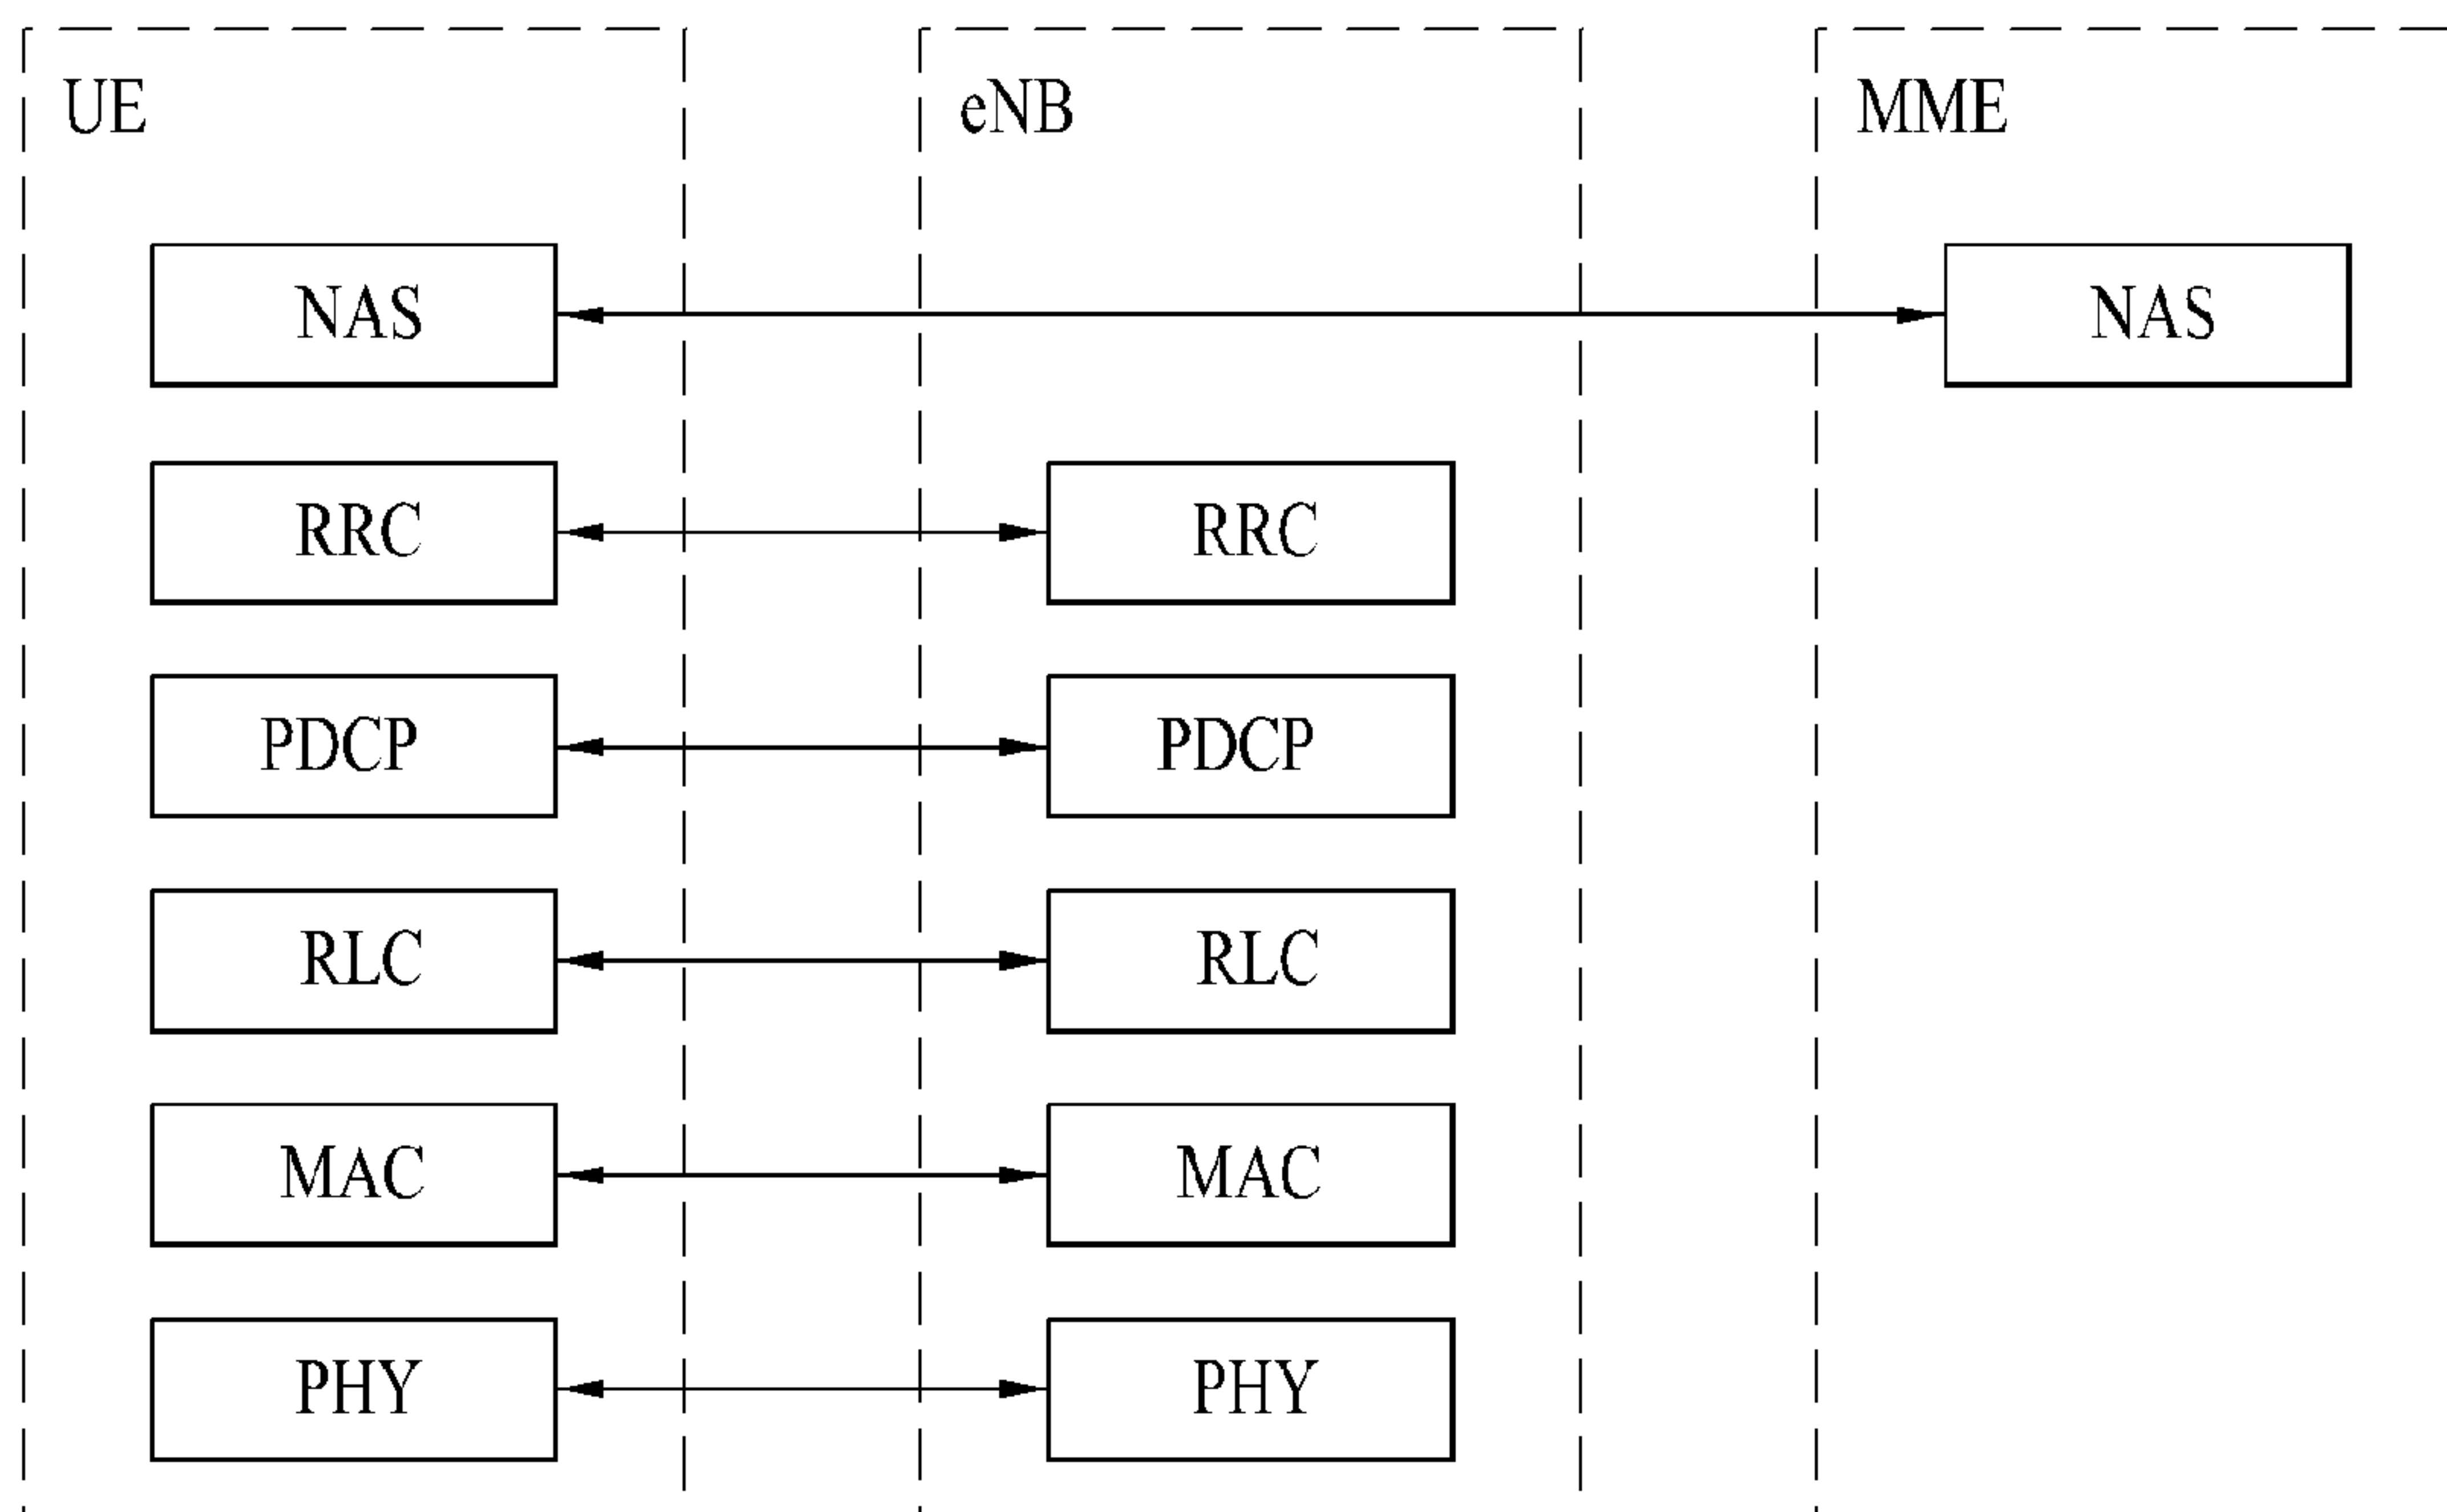 UE eNB MME
NAS NAS
RRC RRC
PDCP PDCP
RLC RLC
MAC MAC
PHY PHY